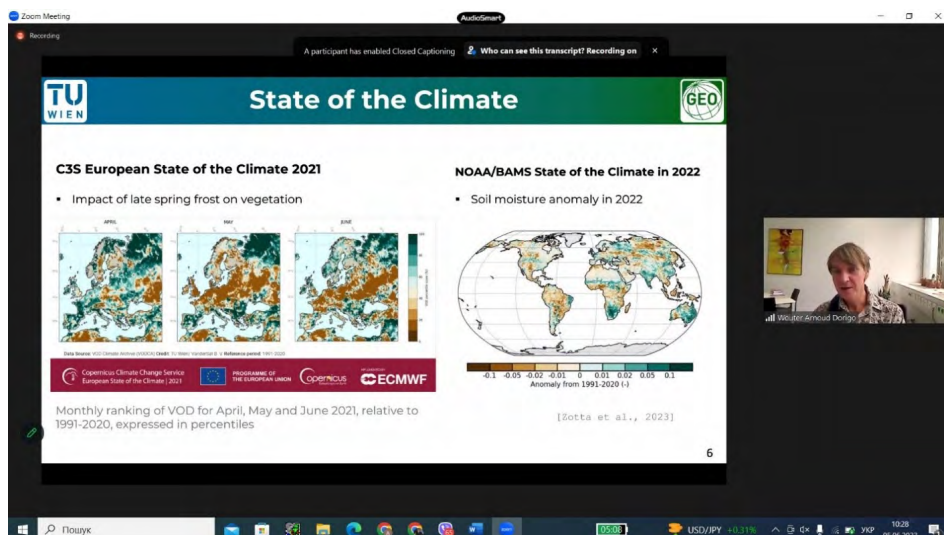 Zoom Meeting
AudioSmart
Recording
A participant has enabled Closed Captioning
Who can see this transcript? Recording on
TU
WIEN
State of the Climate
GEO
C3S European State of the Climate 2021
▪ Impact of late spring frost on vegetation
APRIL
MAY
JUNE
Copernicus Climate Change Service
European State of the Climate | 2021
PROGRAMME OF
THE EUROPEAN UNION
Copernicus
ECMWF
Monthly ranking of VOD for April, May and June 2021, relative to
1991-2020, expressed in percentiles
NOAA/BAMS State of the Climate in 2022
▪ Soil moisture anomaly in 2022
-0.1 -0.05 -0.02 -0.01 0 0.01 0.02 0.05 0.1
Anomaly from 1991-2020 (-)
[Zotta et al., 2023]
6
Wouter Arnoud Dorigo
Пошук
05:08
USD/JPY +0.31%
УКР
10:28